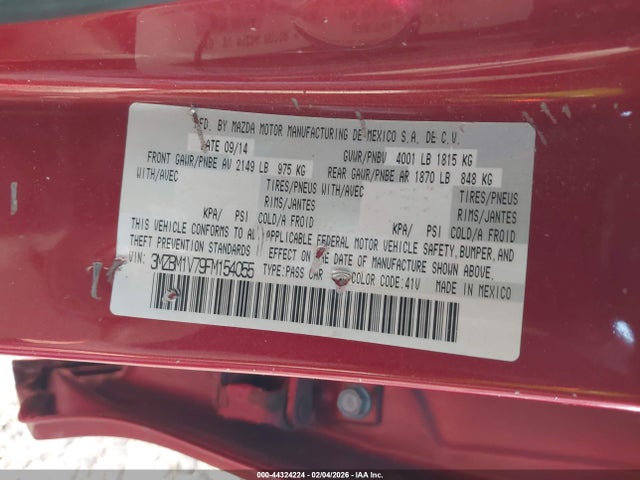 MFD. BY MAZDA MOTOR MANUFACTURING DE MEXICO S.A. DE C.V.
DATE 09/14 GVWR/PNBV 4001 LB 1815 KG
FRONT GAWR/PNBE AV 2149 LB 975 KG REAR GAWR/PNBE AR 1870 LB 848 KG
WITH/AVEC TIRES/PNEUS WITH/AVEC TIRES/PNEUS
RIMS/JANTES RIMS/JANTES
KPA/ PSI COLD/A FROID KPA/ PSI COLD/A FROID
THIS VEHICLE CONFORMS TO ALL APPLICABLE FEDERAL MOTOR VEHICLE SAFETY, BUMPER, AND
THEFT PREVENTION STANDARDS IN EFFECT ON THE DATE OF MANUFACTURE SHOWN ABOVE.
VIN: 3MZBM1V79FM154055 TYPE: PASS CAR COLOR CODE: 41V
MADE IN MEXICO
000-44324224 | 02/04/2026 | IAA Inc.